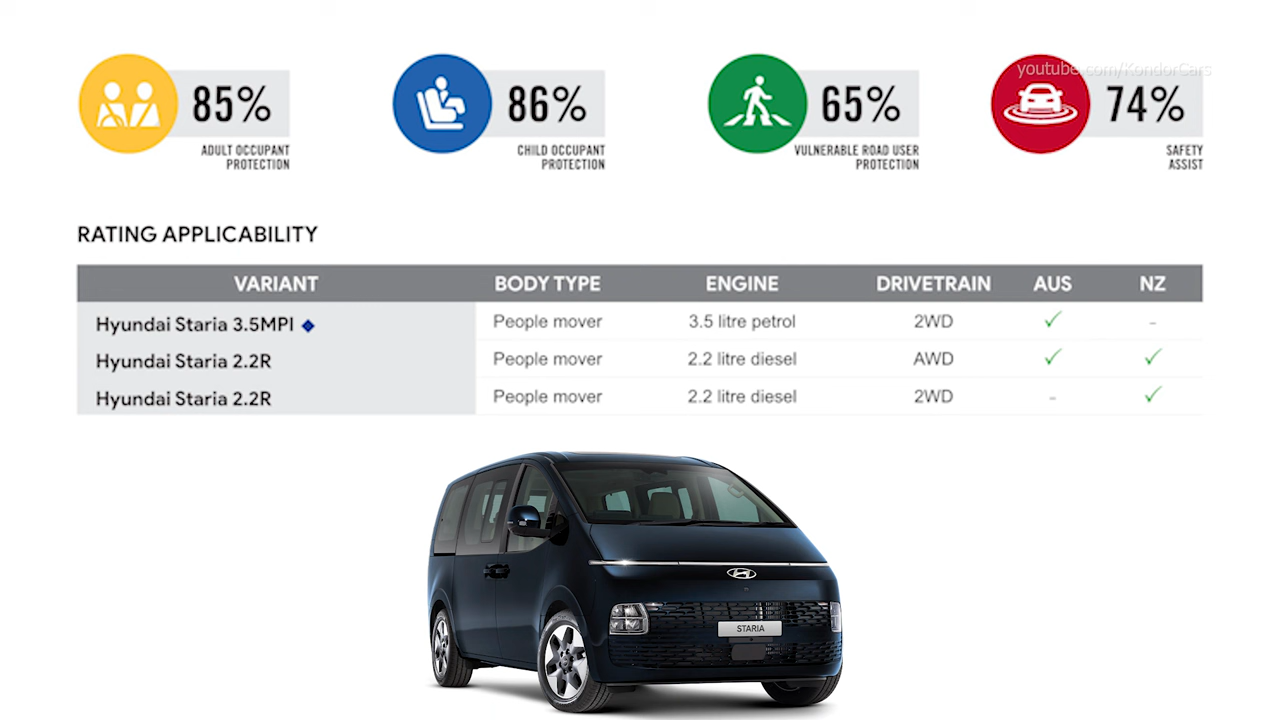 youtube.com/KondorCars
85% 86% 65% 74%
ADULT OCCUPANT
PROTECTION
CHILD OCCUPANT
PROTECTION
VULNERABLE ROAD USER
PROTECTION
SAFETY
ASSIST
RATING APPLICABILITY
VARIANT BODY TYPE ENGINE DRIVETRAIN AUS NZ
Hyundai Staria 3.5MPI People mover 3.5 litre petrol 2WD ✓ -
Hyundai Staria 2.2R People mover 2.2 litre diesel AWD ✓ ✓
Hyundai Staria 2.2R People mover 2.2 litre diesel 2WD - ✓
STARIA